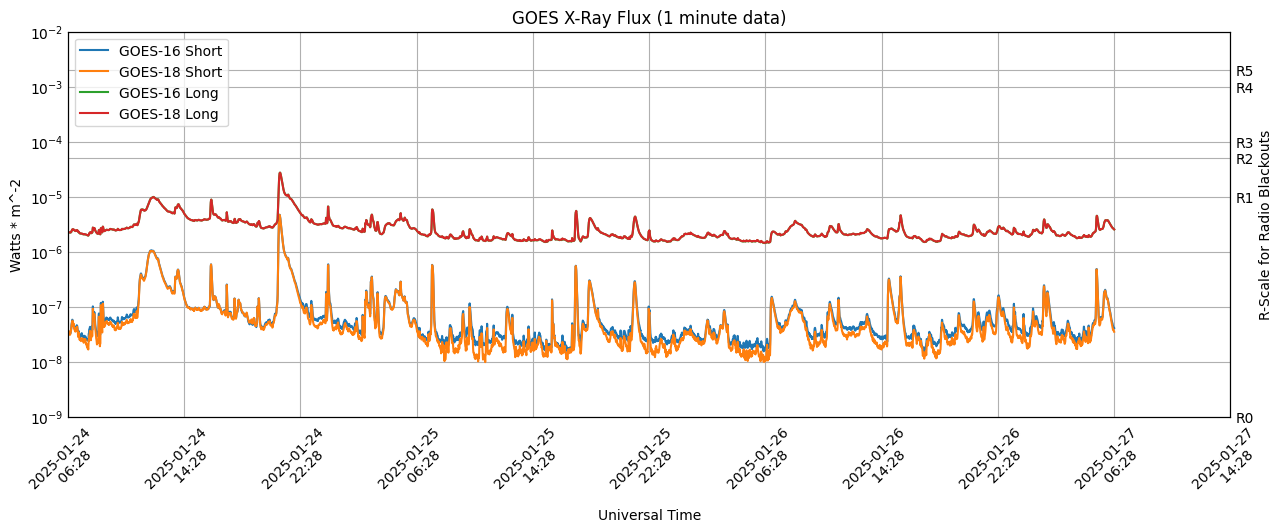 GOES X-Ray Flux (1 minute data)
GOES-16 Short
GOES-18 Short
GOES-16 Long
GOES-18 Long
Watts * m^-2
10⁻²
10⁻³
10⁻⁴
10⁻⁵
10⁻⁶
10⁻⁷
10⁻⁸
10⁻⁹
R5
R4
R3
R2
R1
R0
R-Scale for Radio Blackouts
2025-01-24
06:28
2025-01-24
14:28
2025-01-24
22:28
2025-01-25
06:28
2025-01-25
14:28
2025-01-25
22:28
2025-01-26
06:28
2025-01-26
14:28
2025-01-26
22:28
2025-01-27
06:28
2025-01-27
14:28
Universal Time